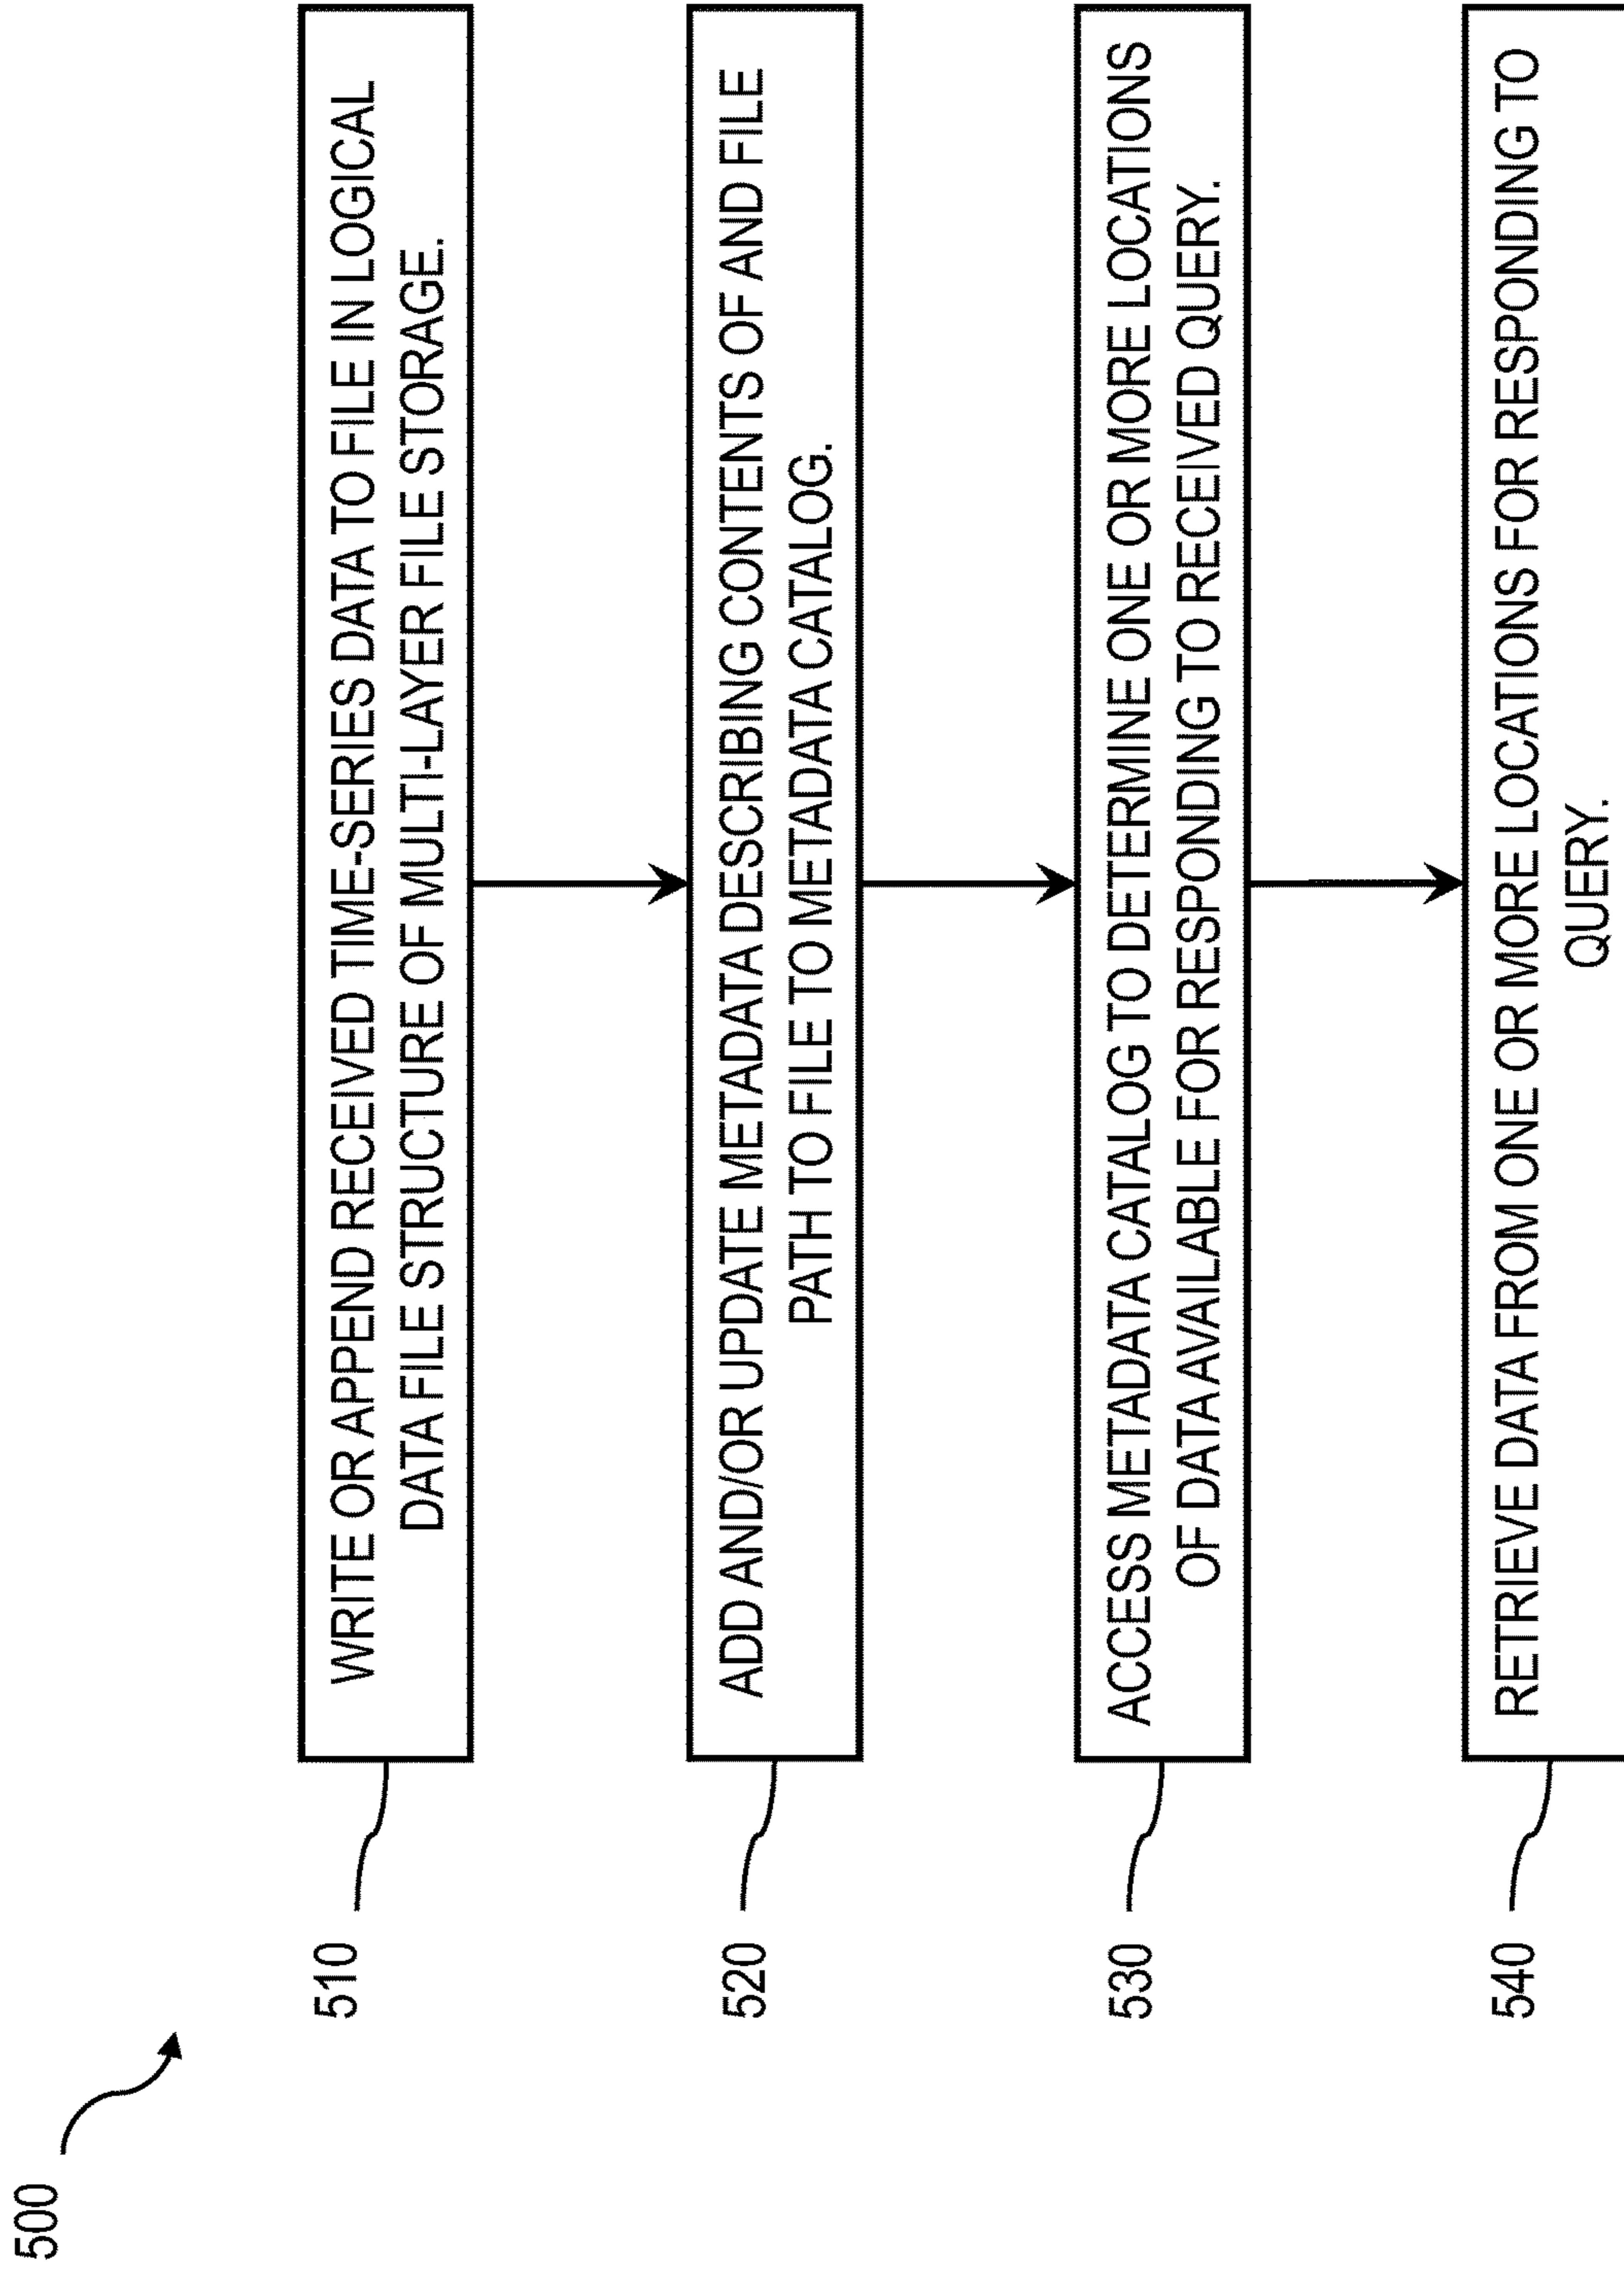 500
510
WRITE OR APPEND RECEIVED TIME-SERIES DATA TO FILE IN LOGICAL
DATA FILE STRUCTURE OF MULTI-LAYER FILE STORAGE.
520
ADD AND/OR UPDATE METADATA DESCRIBING CONTENTS OF AND FILE
PATH TO FILE TO METADATA CATALOG.
530
ACCESS METADATA CATALOG TO DETERMINE ONE OR MORE LOCATIONS
OF DATA AVAILABLE FOR RESPONDING TO RECEIVED QUERY.
540
RETRIEVE DATA FROM ONE OR MORE LOCATIONS FOR RESPONDING TO
QUERY.